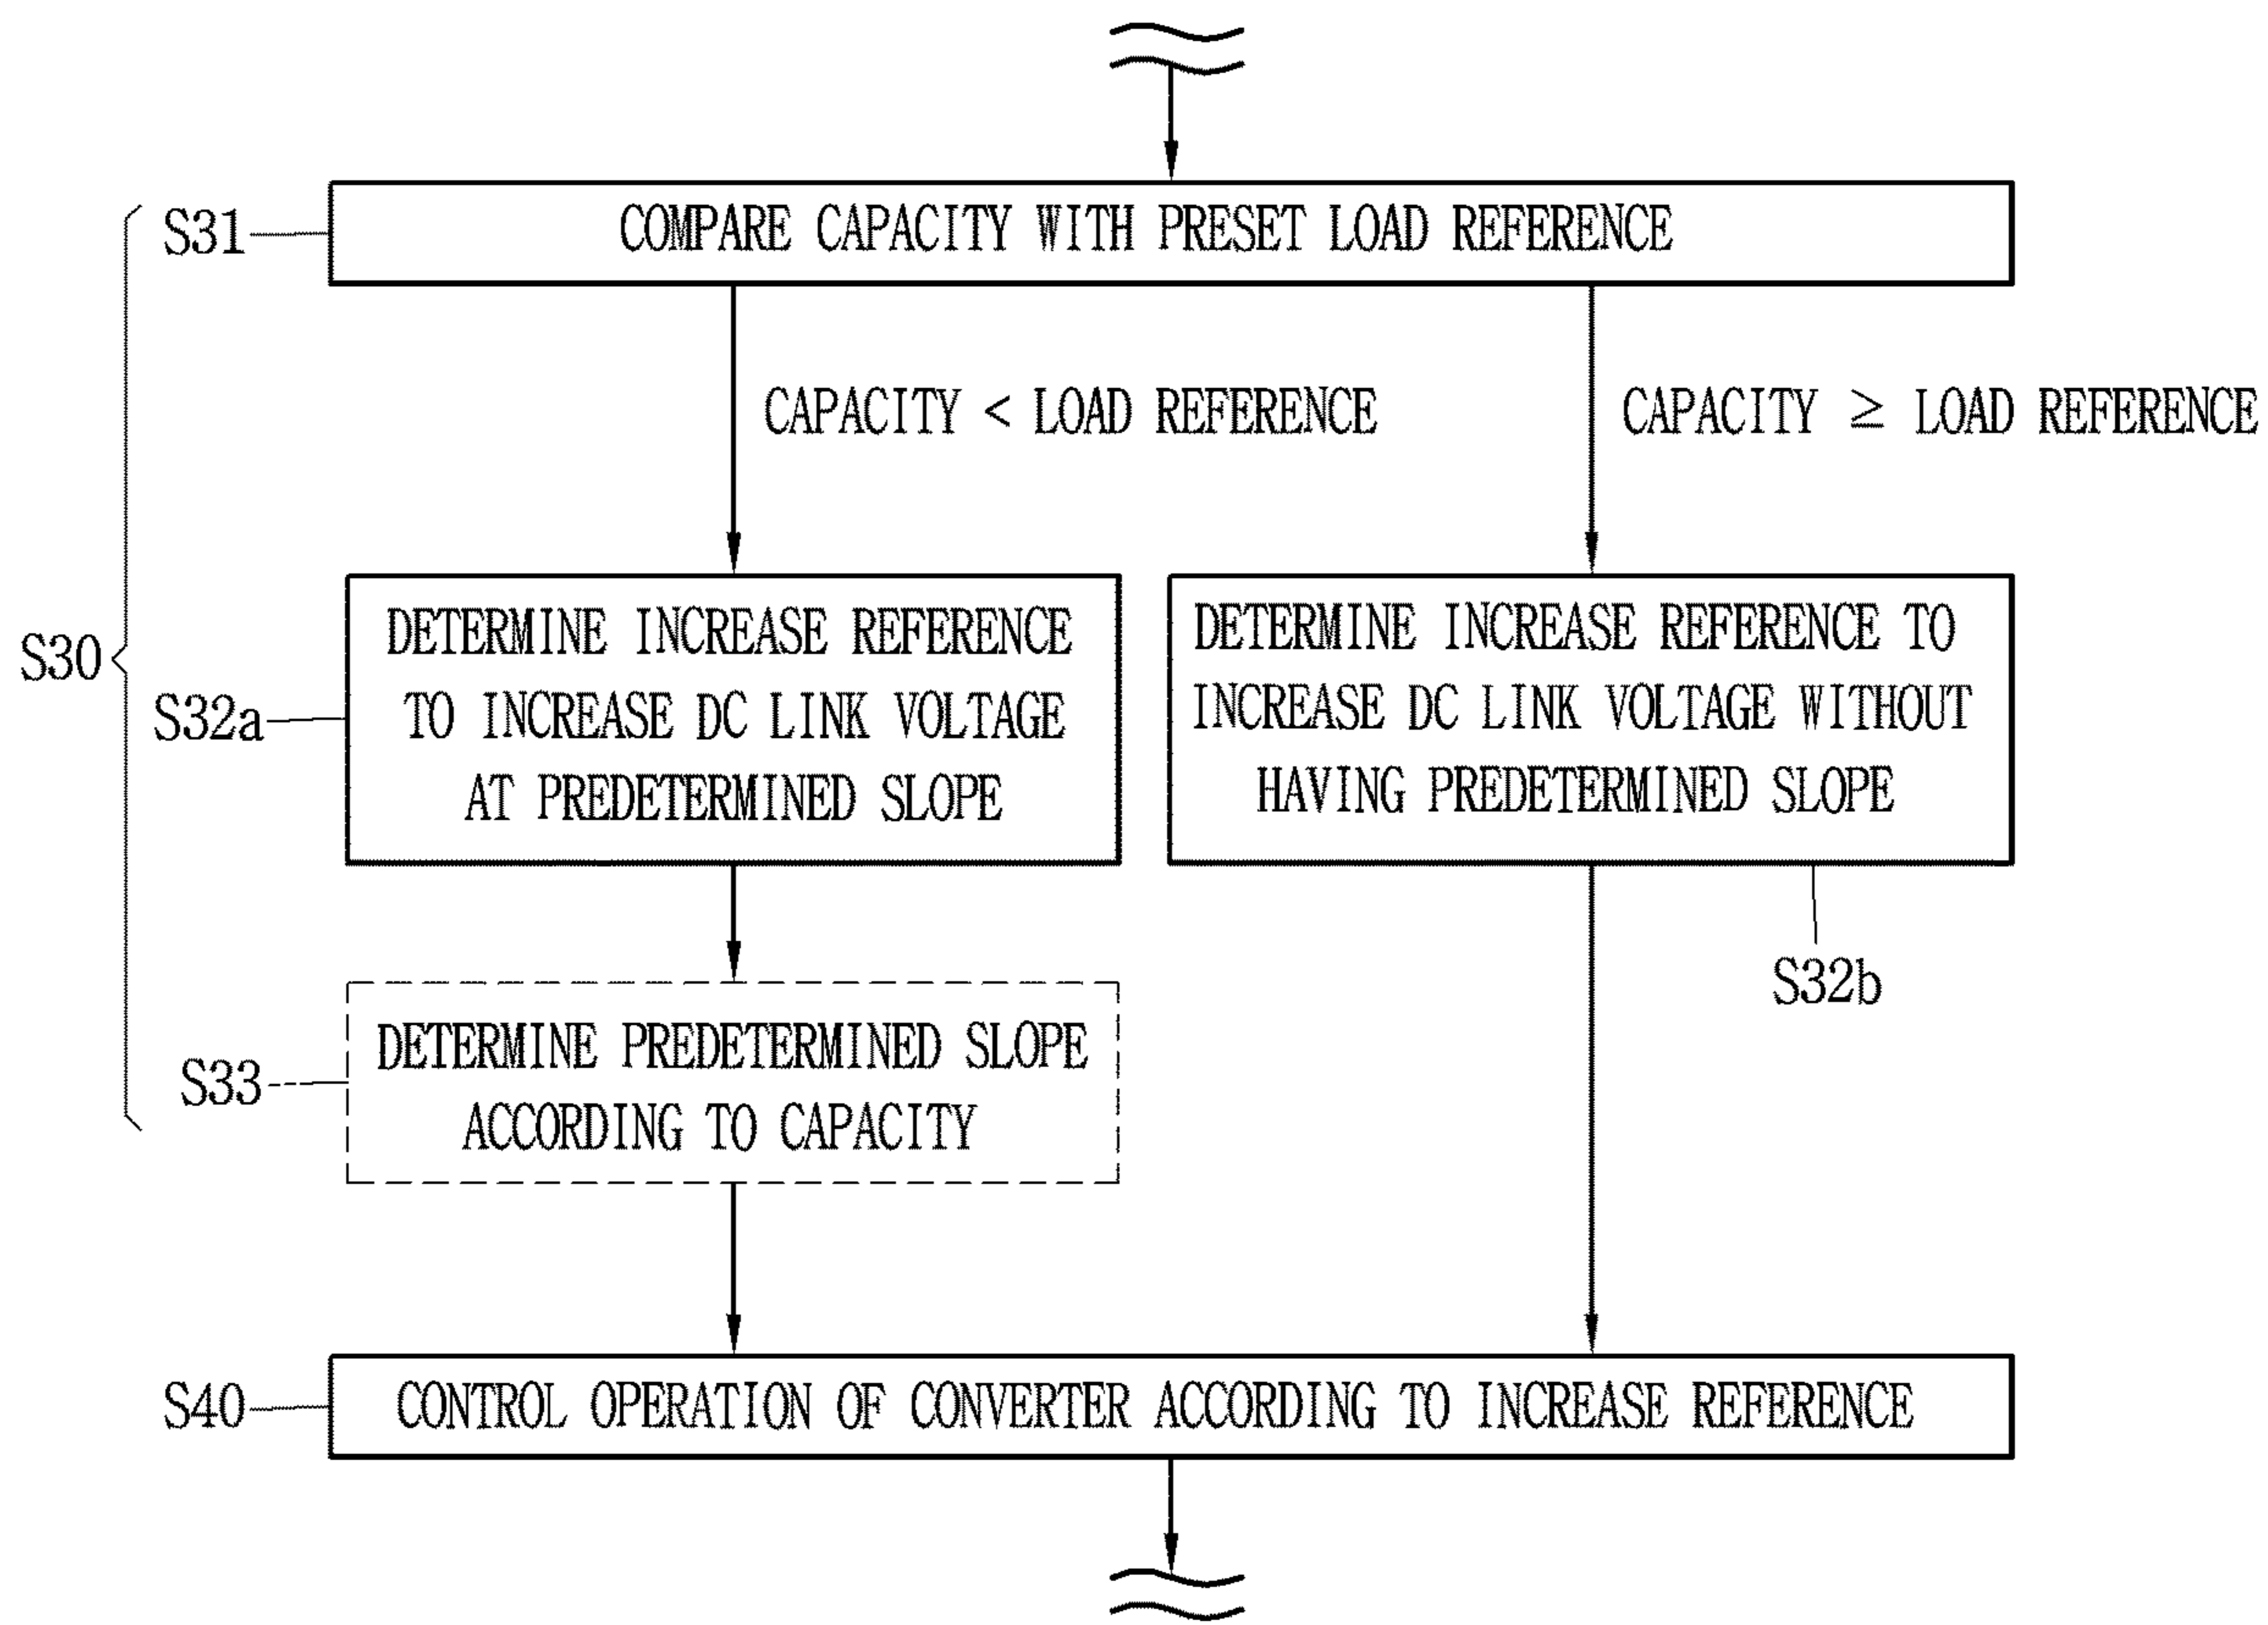 S31
COMPARE CAPACITY WITH PRESET LOAD REFERENCE
CAPACITY < LOAD REFERENCE
CAPACITY ≥ LOAD REFERENCE
S30
S32a
DETERMINE INCREASE REFERENCE
TO INCREASE DC LINK VOLTAGE
AT PREDETERMINED SLOPE
DETERMINE INCREASE REFERENCE TO
INCREASE DC LINK VOLTAGE WITHOUT
HAVING PREDETERMINED SLOPE
S32b
S33
DETERMINE PREDETERMINED SLOPE
ACCORDING TO CAPACITY
S40
CONTROL OPERATION OF CONVERTER ACCORDING TO INCREASE REFERENCE